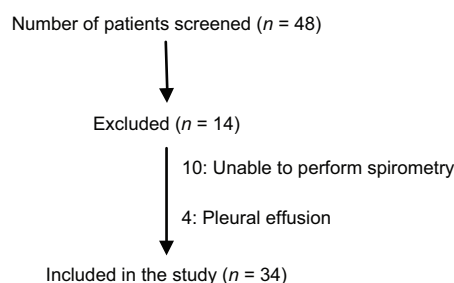 Number of patients screened (n = 48)
Excluded (n = 14)
10: Unable to perform spirometry
4: Pleural effusion
Included in the study (n = 34)